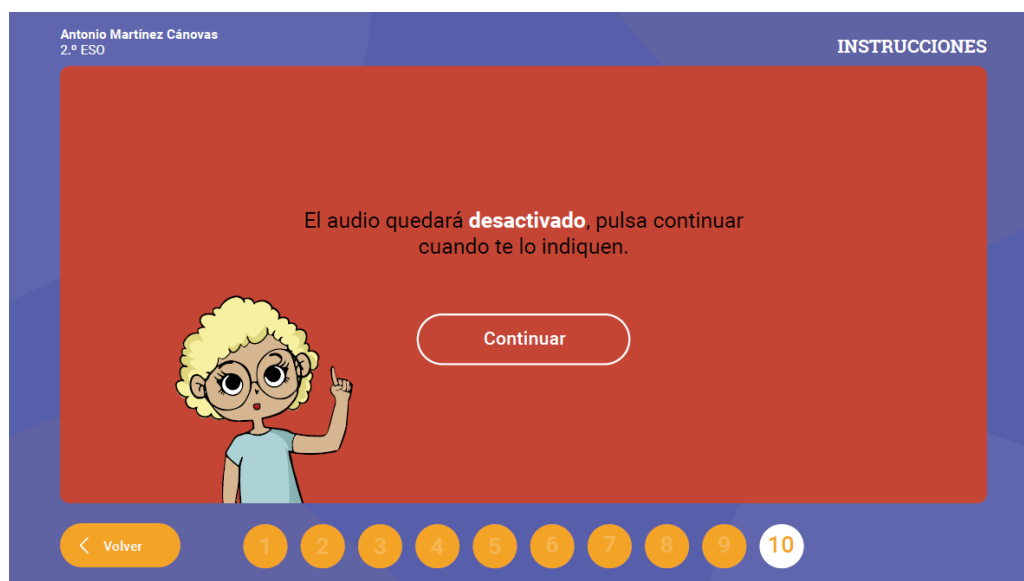 Antonio Martínez Cánovas
2.º ESO
INSTRUCCIONES
El audio quedará desactivado, pulsa continuar
cuando te lo indiquen.
Continuar
Volver
1 2 3 4 5 6 7 8 9 10